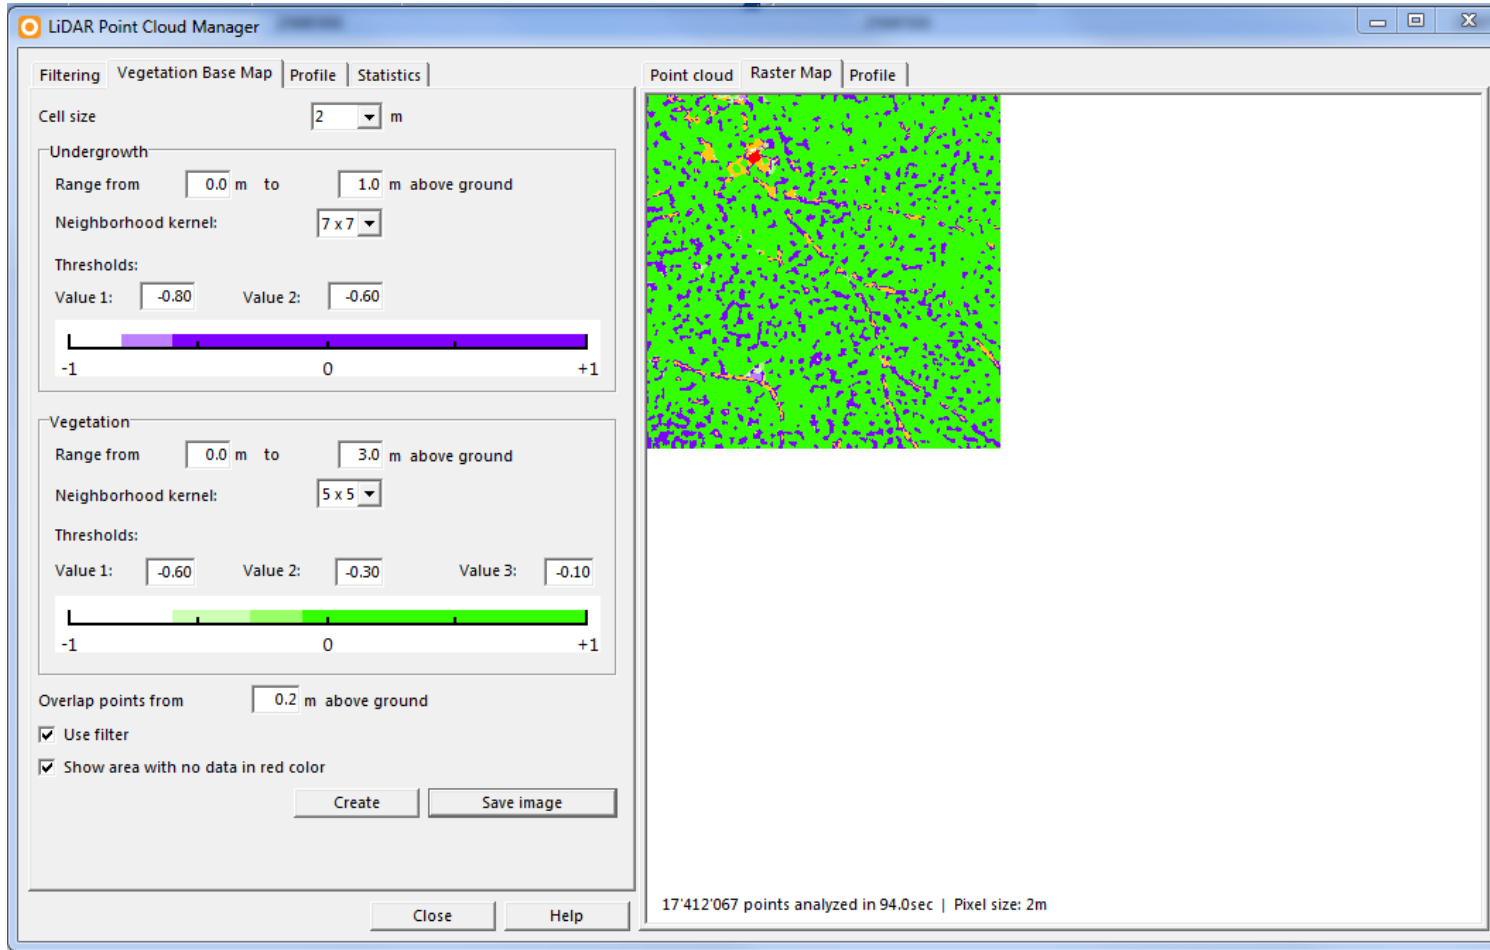 LiDAR Point Cloud Manager
Filtering Vegetation Base Map Profile Statistics
Cell size 2 m
Undergrowth
Range from 0.0 m to 1.0 m above ground
Neighborhood kernel: 7 x 7
Thresholds:
Value 1: -0.80 Value 2: -0.60
-1 0 +1
Vegetation
Range from 0.0 m to 3.0 m above ground
Neighborhood kernel: 5 x 5
Thresholds:
Value 1: -0.60 Value 2: -0.30 Value 3: -0.10
-1 0 +1
Overlap points from 0.2 m above ground
Use filter
Show area with no data in red color
Create Save image
Close Help
Point cloud Raster Map Profile
17'412'067 points analyzed in 94.0sec | Pixel size: 2m